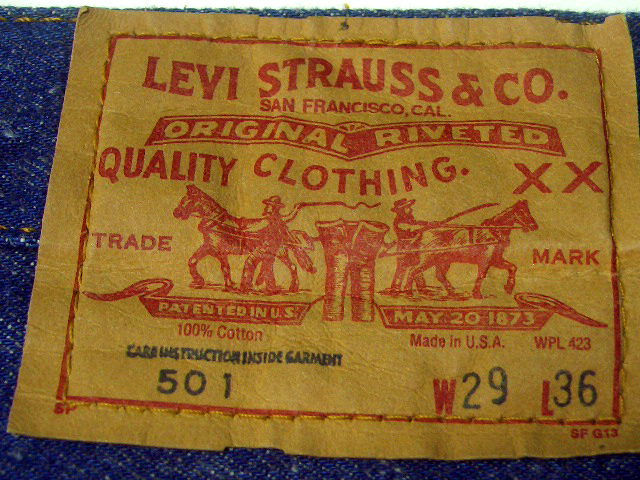 LEVI STRAUSS & CO.
SAN FRANCISCO, CAL.
ORIGINAL RIVETED
QUALITY CLOTHING.
XX
TRADE MARK
PATENTED IN U.S. MAY 20 1873
100% Cotton Made in U.S.A. WPL 423
CARE INSTRUCTION INSIDE GARMENT
501 W29 L36
SF G13